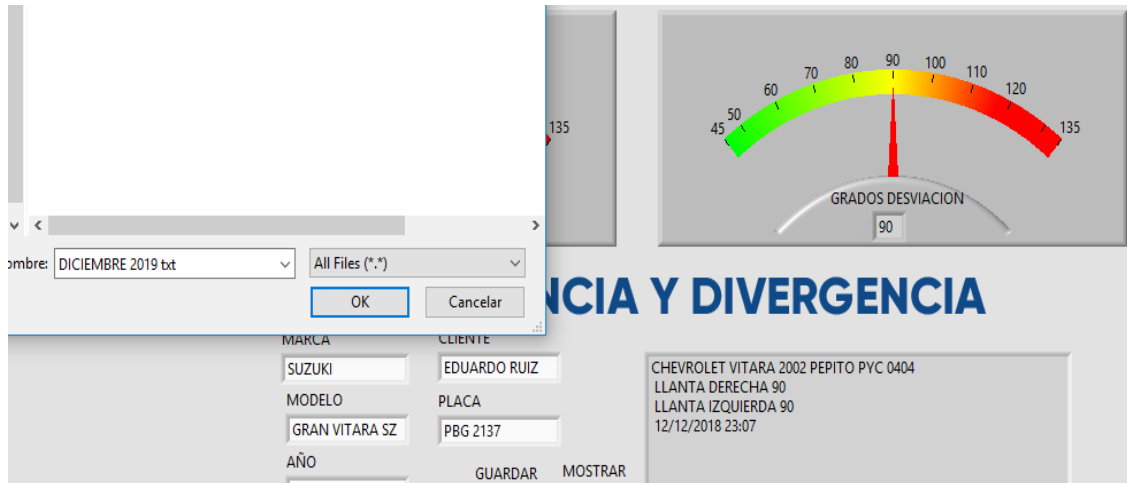 135
45
50
60
70
80
90
100
110
120
135
GRADOS DESVIACION
90
ombre:
DICIEMBRE 2019 txt
All Files (*.*)
OK
Cancelar
NCIA Y DIVERGENCIA
MARCA
SUZUKI
MODELO
GRAN VITARA SZ
AÑO
CLIENTE
EDUARDO RUIZ
PLACA
PBG 2137
GUARDAR
MOSTRAR
CHEVROLET VITARA 2002 PEPITO PYC 0404
LLANTA DERECHA 90
LLANTA IZQUIERDA 90
12/12/2018 23:07